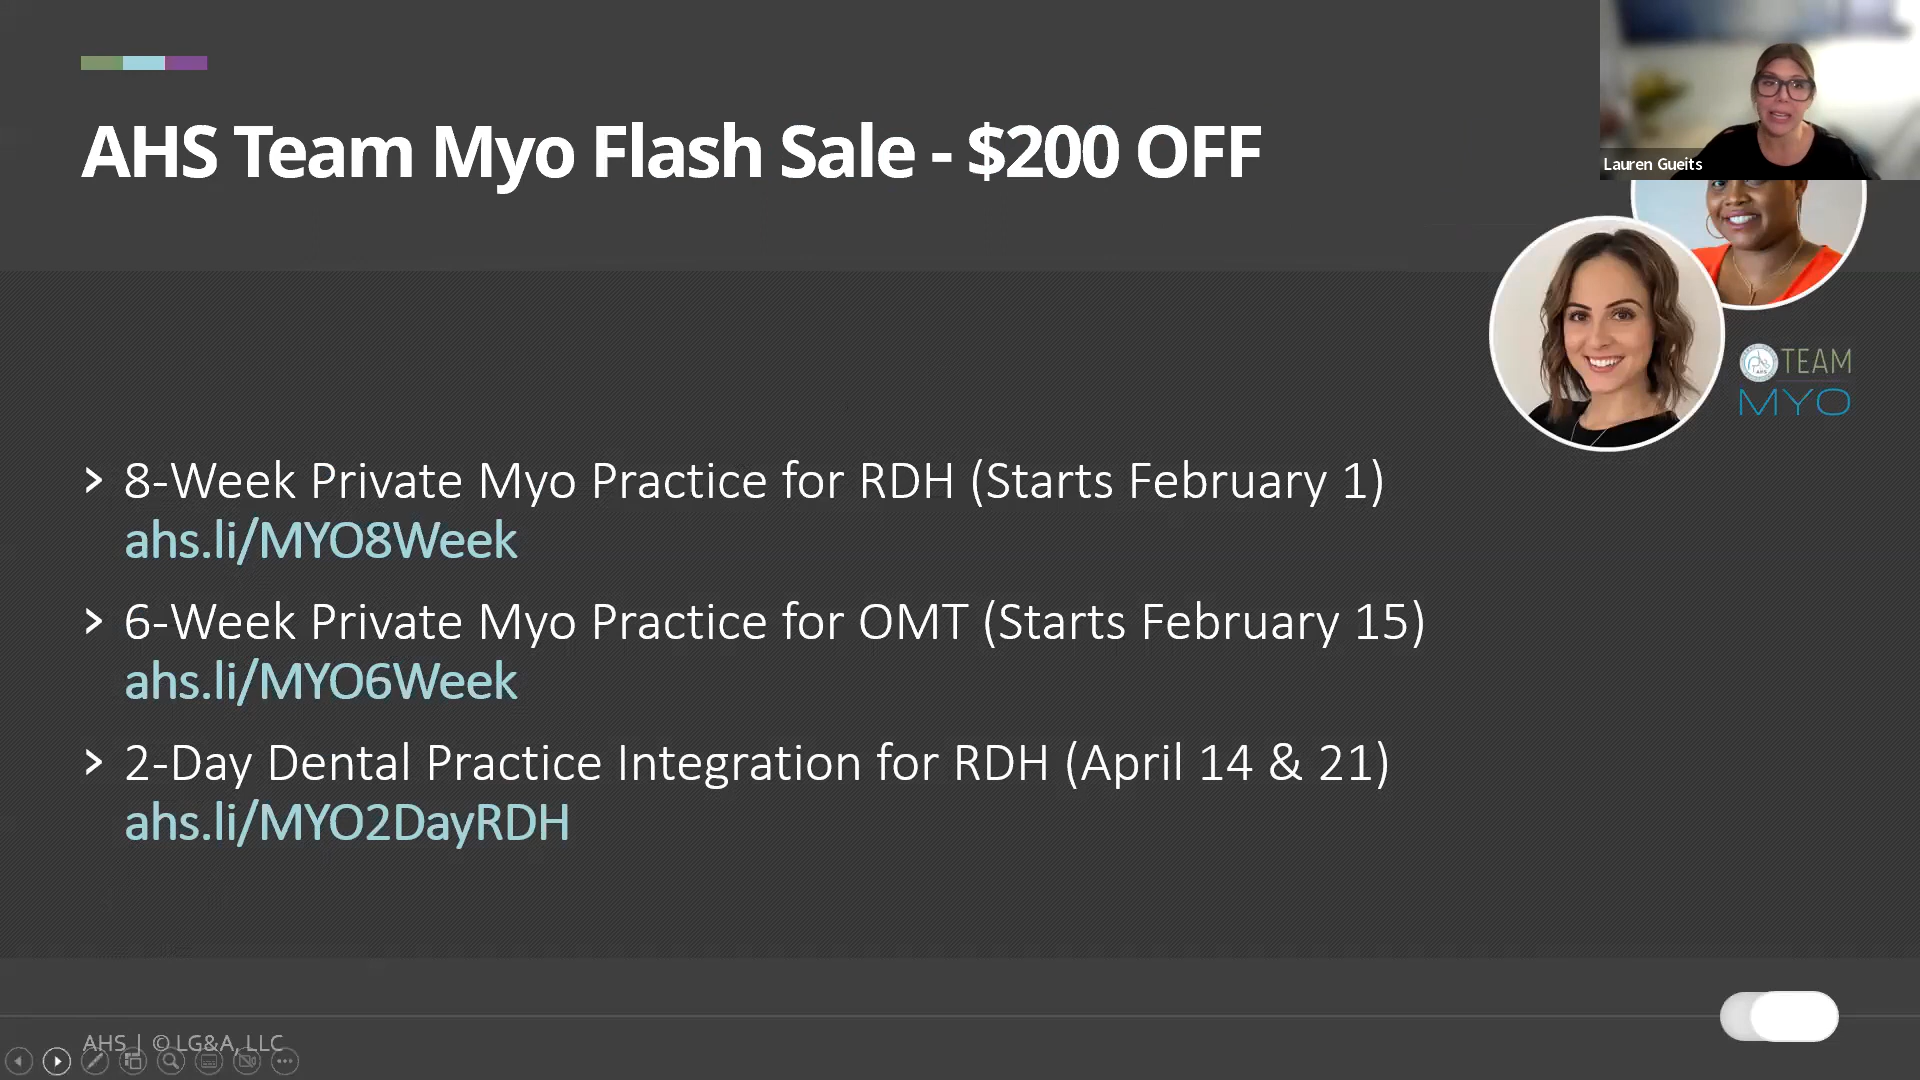 AHS Team Myo Flash Sale - $200 OFF
Lauren Gueits
TEAM
MYO
> 8-Week Private Myo Practice for RDH (Starts February 1)
ahs.li/MYO8Week
> 6-Week Private Myo Practice for OMT (Starts February 15)
ahs.li/MYO6Week
> 2-Day Dental Practice Integration for RDH (April 14 & 21)
ahs.li/MYO2DayRDH
AHS | © LG&A, LLC